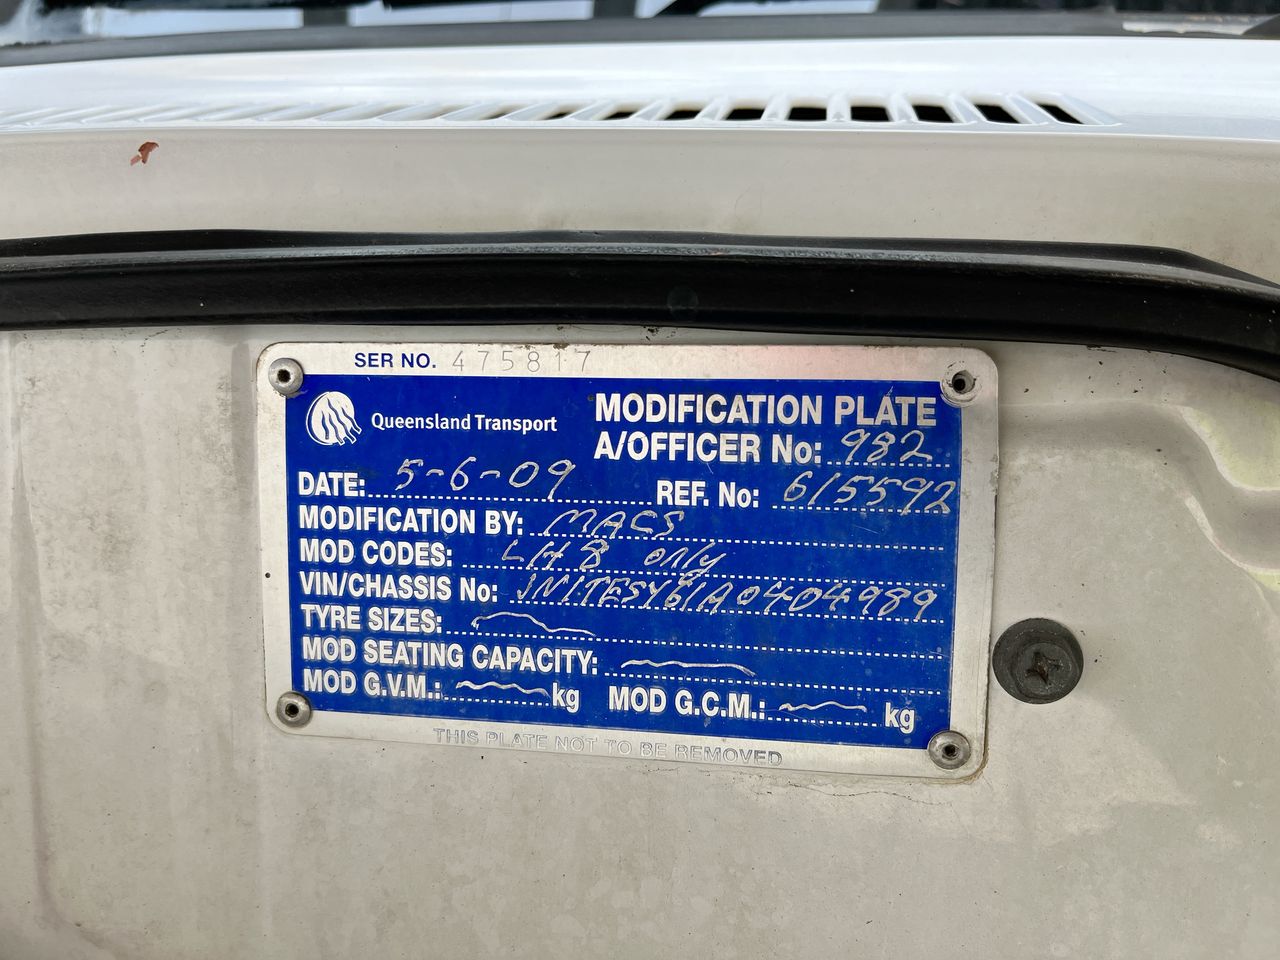 SER NO. 475817
Queensland Transport
MODIFICATION PLATE
A/OFFICER No: 982
DATE: 5-6-09 REF. No: 615592
MODIFICATION BY: MACS
MOD CODES: LH8 only
VIN/CHASSIS No: JN1TESY61A0404989
TYRE SIZES:
MOD SEATING CAPACITY:
MOD G.V.M.: kg MOD G.C.M.: kg
THIS PLATE NOT TO BE REMOVED